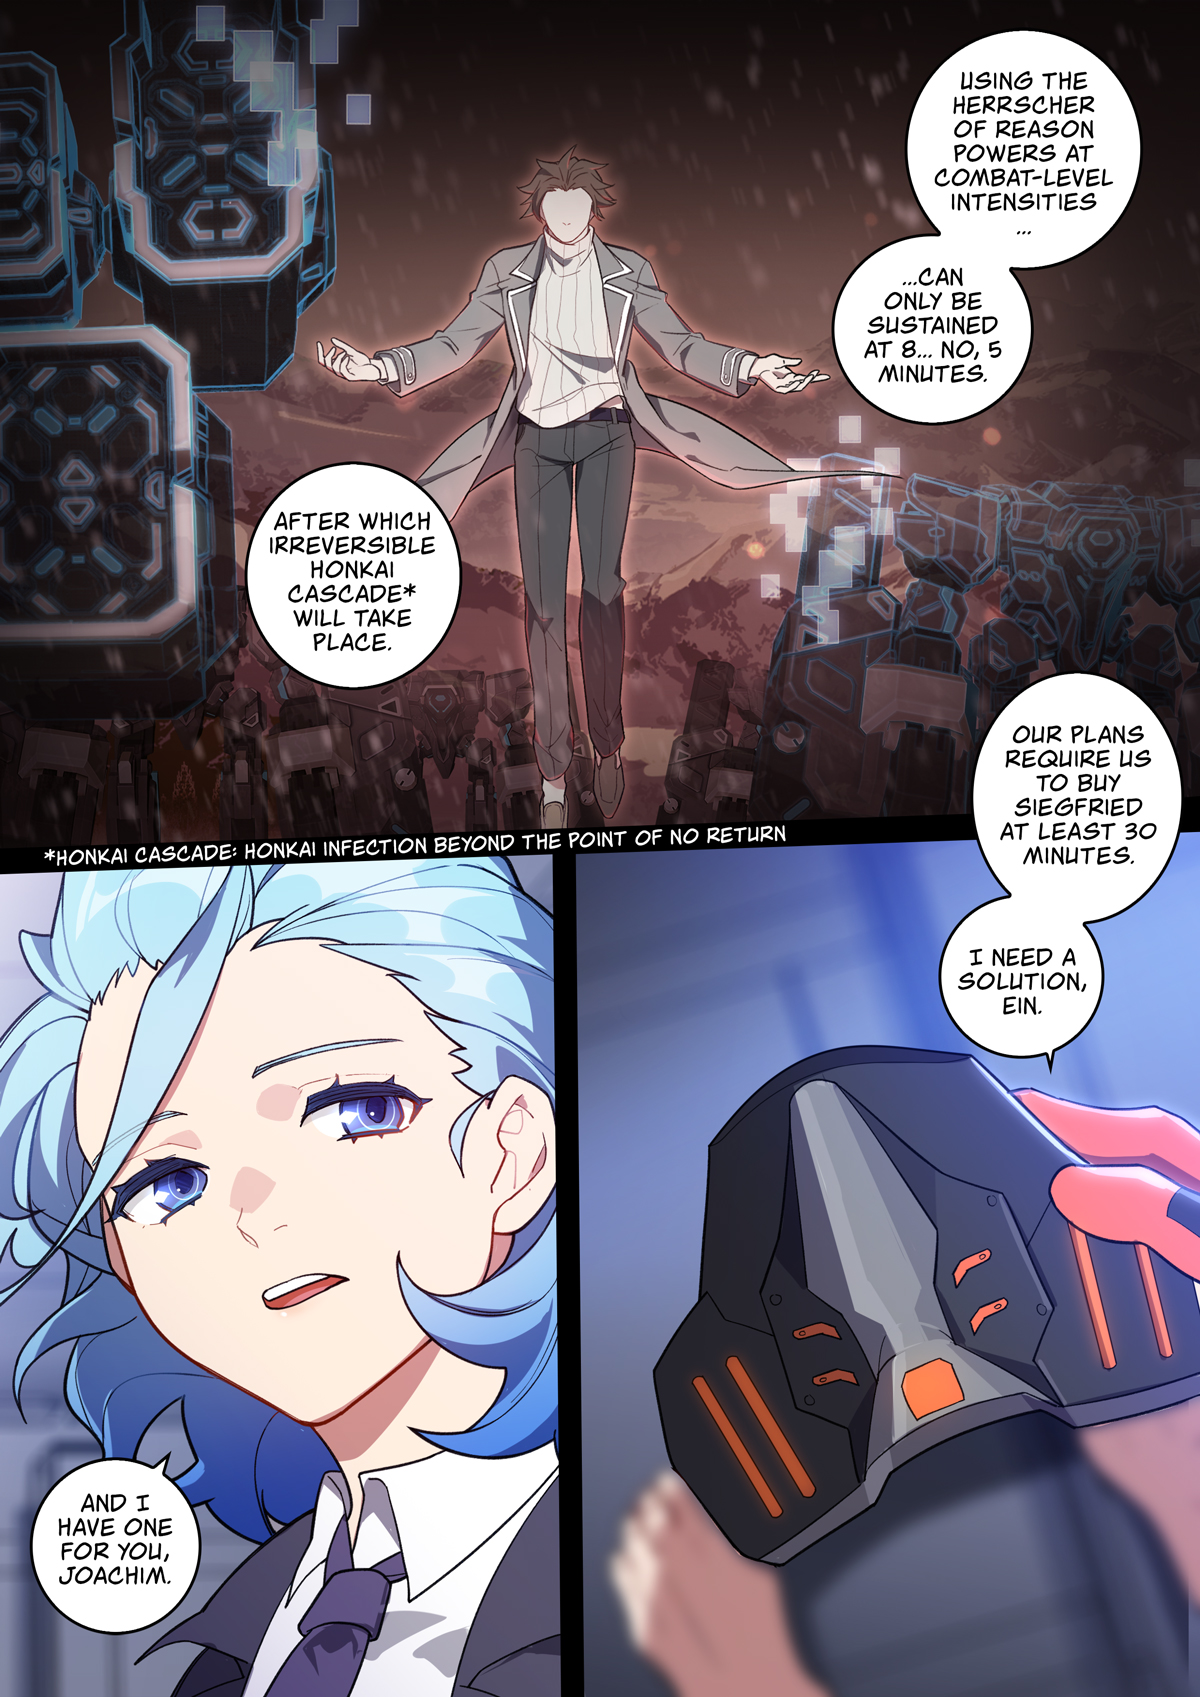 USING THE
HERRSCHER
OF REASON
POWERS AT
COMBAT-LEVEL
INTENSITIES
...
...CAN
ONLY BE
SUSTAINED
AT 8... NO, 5
MINUTES.
AFTER WHICH
IRREVERSIBLE
HONKAI
CASCADE*
WILL TAKE
PLACE.
*HONKAI CASCADE: HONKAI INFECTION BEYOND THE POINT OF NO RETURN
OUR PLANS
REQUIRE US
TO BUY
SIEGFRIED
AT LEAST 30
MINUTES.
I NEED A
SOLUTION,
EIN.
AND I
HAVE ONE
FOR YOU,
JOACHIM.